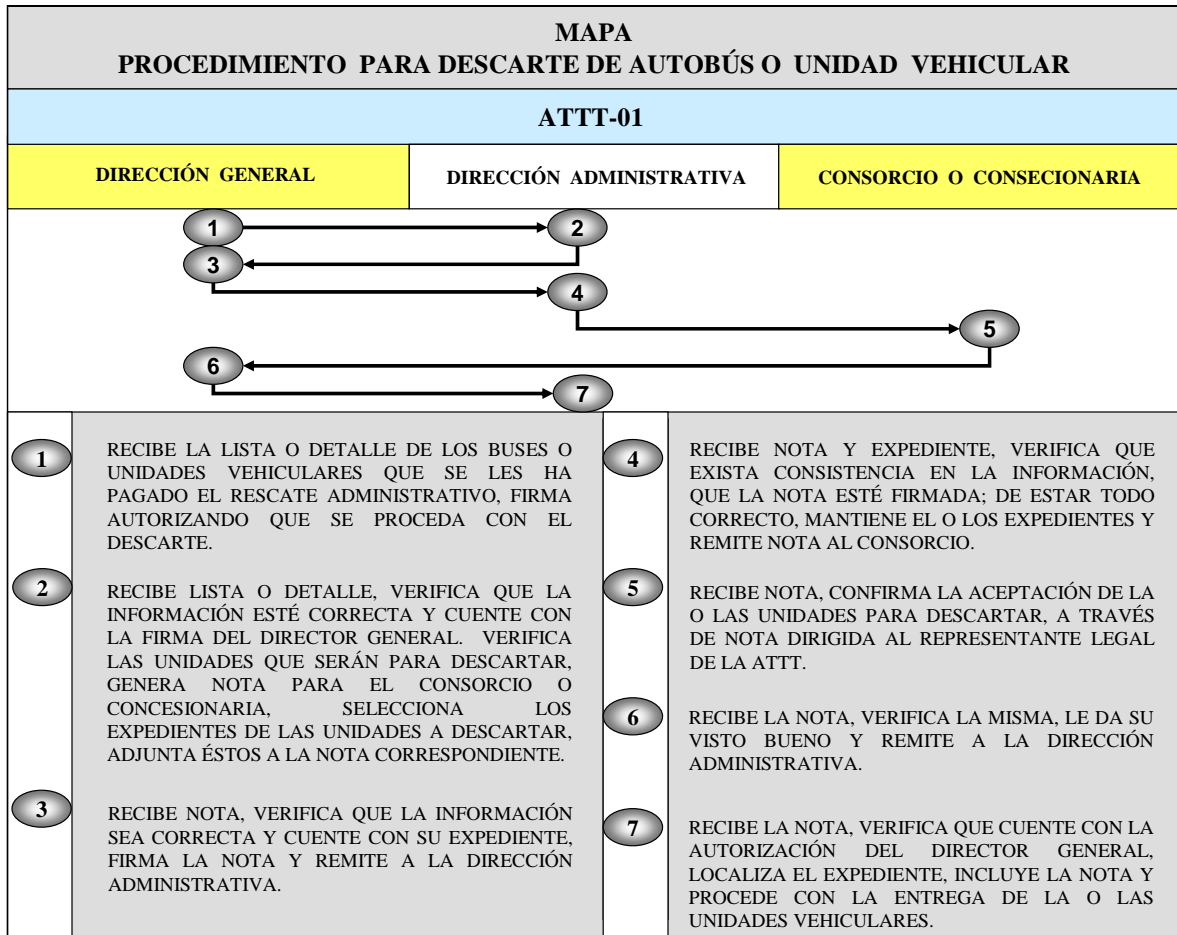 MAPA
PROCEDIMIENTO PARA DESCARTE DE AUTOBÚS O UNIDAD VEHICULAR
ATTT-01
DIRECCIÓN GENERAL
DIRECCIÓN ADMINISTRATIVA
CONSORCIO O CONSECIONARIA
1
2
3
4
5
6
7
1
RECIBE LA LISTA O DETALLE DE LOS BUSES O
UNIDADES VEHICULARES QUE SE LES HA
PAGADO EL RESCATE ADMINISTRATIVO, FIRMA
AUTORIZANDO QUE SE PROCEDA CON EL
DESCARTE.
2
RECIBE LISTA O DETALLE, VERIFICA QUE LA
INFORMACIÓN ESTÉ CORRECTA Y CUENTE CON
LA FIRMA DEL DIRECTOR GENERAL. VERIFICA
LAS UNIDADES QUE SERÁN PARA DESCARTAR,
GENERA NOTA PARA EL CONSORCIO O
CONCESIONARIA, SELECCIONA LOS
EXPEDIENTES DE LAS UNIDADES A DESCARTAR,
ADJUNTA ÉSTOS A LA NOTA CORRESPONDIENTE.
3
RECIBE NOTA, VERIFICA QUE LA INFORMACIÓN
SEA CORRECTA Y CUENTE CON SU EXPEDIENTE,
FIRMA LA NOTA Y REMITE A LA DIRECCIÓN
ADMINISTRATIVA.
4
RECIBE NOTA Y EXPEDIENTE, VERIFICA QUE
EXISTA CONSISTENCIA EN LA INFORMACIÓN,
QUE LA NOTA ESTÉ FIRMADA; DE ESTAR TODO
CORRECTO, MANTIENE EL O LOS EXPEDIENTES Y
REMITE NOTA AL CONSORCIO.
5
RECIBE NOTA, CONFIRMA LA ACEPTACIÓN DE LA
O LAS UNIDADES PARA DESCARTAR, A TRAVÉS
DE NOTA DIRIGIDA AL REPRESENTANTE LEGAL
DE LA ATTT.
6
RECIBE LA NOTA, VERIFICA LA MISMA, LE DA SU
VISTO BUENO Y REMITE A LA DIRECCIÓN
ADMINISTRATIVA.
7
RECIBE LA NOTA, VERIFICA QUE CUENTE CON LA
AUTORIZACIÓN DEL DIRECTOR GENERAL,
LOCALIZA EL EXPEDIENTE, INCLUYE LA NOTA Y
PROCEDE CON LA ENTREGA DE LA O LAS
UNIDADES VEHICULARES.